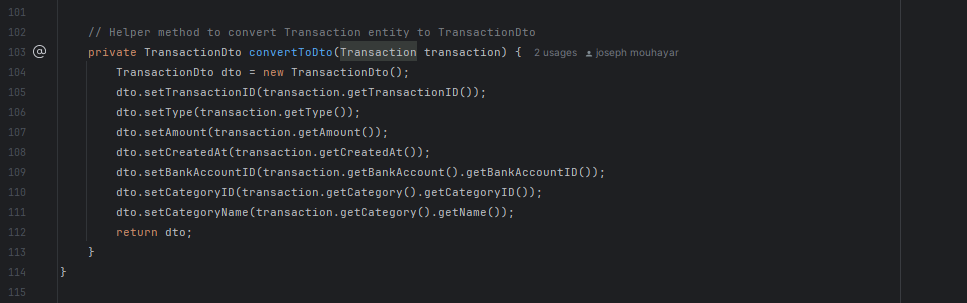 101
102 // Helper method to convert Transaction entity to TransactionDto
103 @ private TransactionDto convertToDto(Transaction transaction) { 2 usages joseph mouhayar
104 TransactionDto dto = new TransactionDto();
105 dto.setTransactionID(transaction.getTransactionID());
106 dto.setType(transaction.getType());
107 dto.setAmount(transaction.getAmount());
108 dto.setCreatedAt(transaction.getCreatedAt());
109 dto.setBankAccountID(transaction.getBankAccount().getBankAccountID());
110 dto.setCategoryID(transaction.getCategory().getCategoryID());
111 dto.setCategoryName(transaction.getCategory().getName());
112 return dto;
113 }
114 }
115